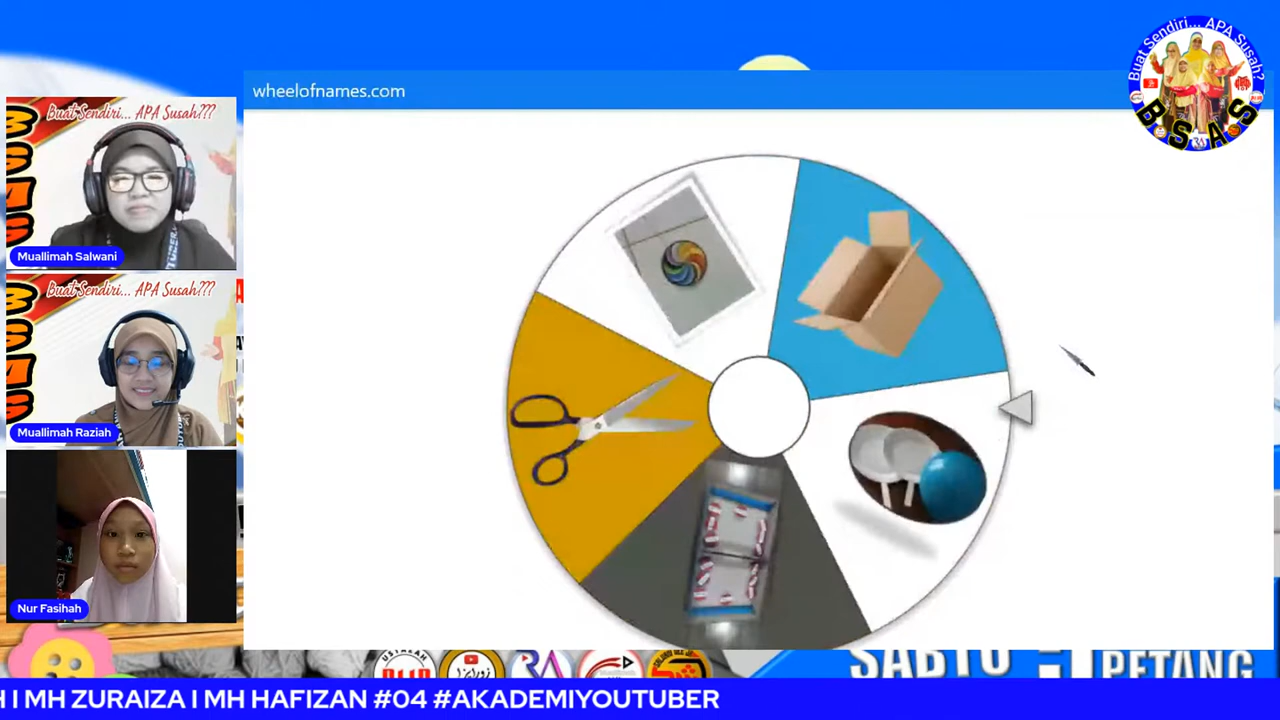 wheelofnames.com
Buat Sendiri... APA Susah?
BSAS
Buat Sendiri... APA Susah???
Muallimah Salwani
Buat Sendiri... APA Susah???
Muallimah Raziah
Nur Fasihah
SABTU
PETANG
H I MH ZURAIZA I MH HAFIZAN #04 #AKADEMIYOUTUBER